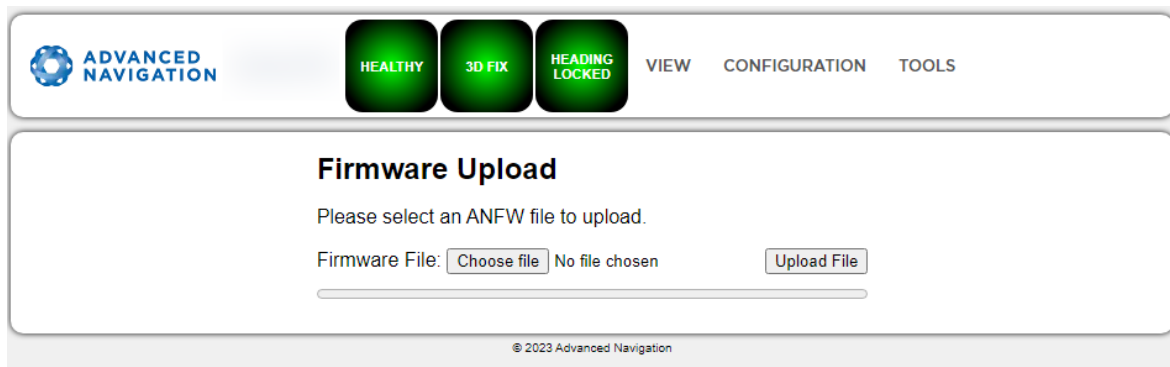 ADVANCED
NAVIGATION
HEALTHY
3D FIX
HEADING
LOCKED
VIEW
CONFIGURATION
TOOLS
Firmware Upload
Please select an ANFW file to upload.
Firmware File: Choose file No file chosen Upload File
© 2023 Advanced Navigation